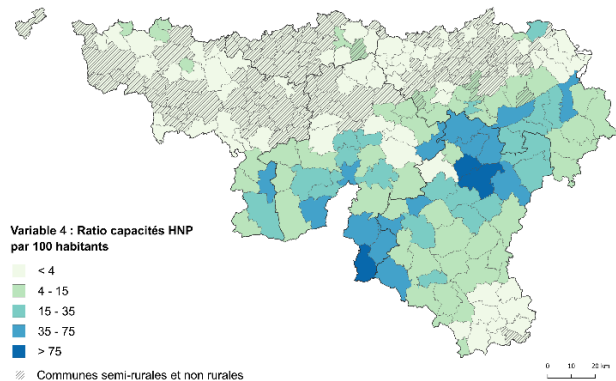 Variable 4 : Ratio capacités HNP
par 100 habitants
< 4
4 - 15
15 - 35
35 - 75
> 75
Communes semi-rurales et non rurales
0 10 20 km